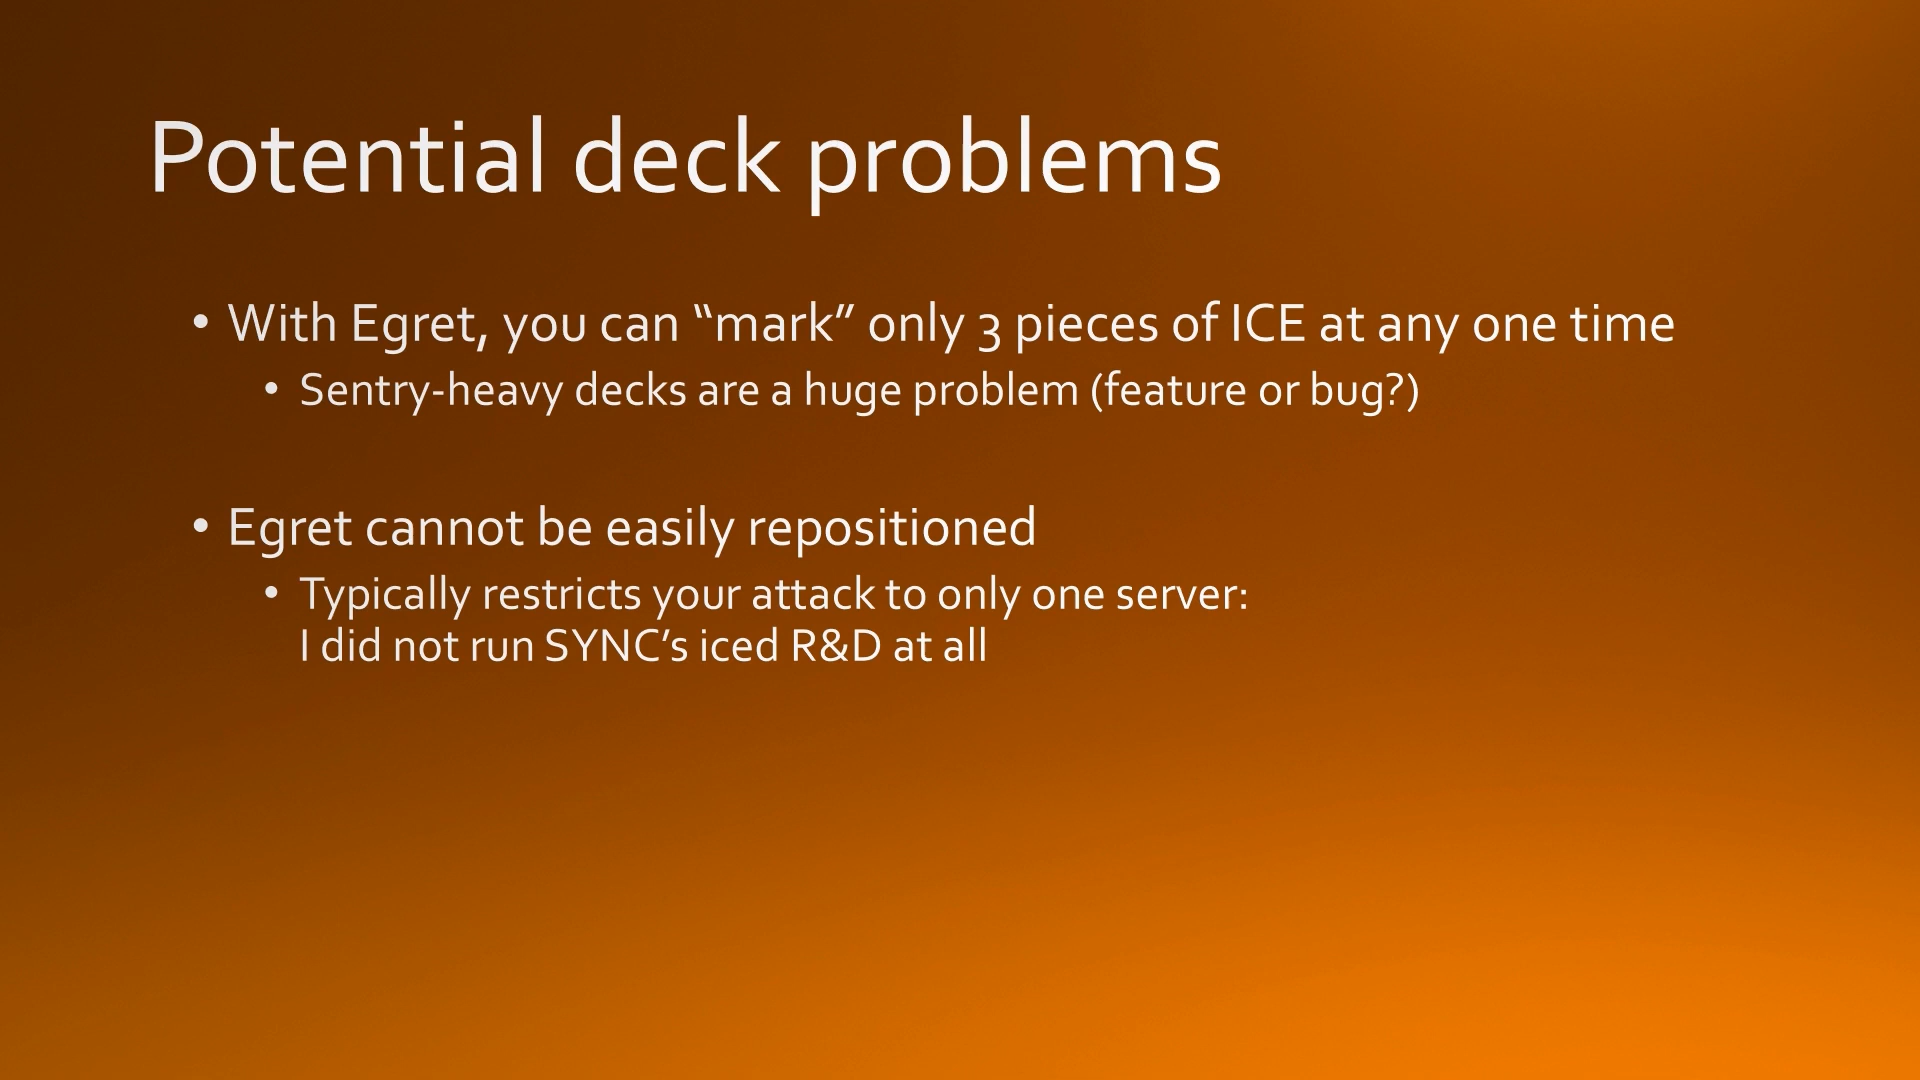 Potential deck problems
• With Egret, you can “mark” only 3 pieces of ICE at any one time
• Sentry-heavy decks are a huge problem (feature or bug?)
• Egret cannot be easily repositioned
• Typically restricts your attack to only one server:
I did not run SYNC’s iced R&D at all